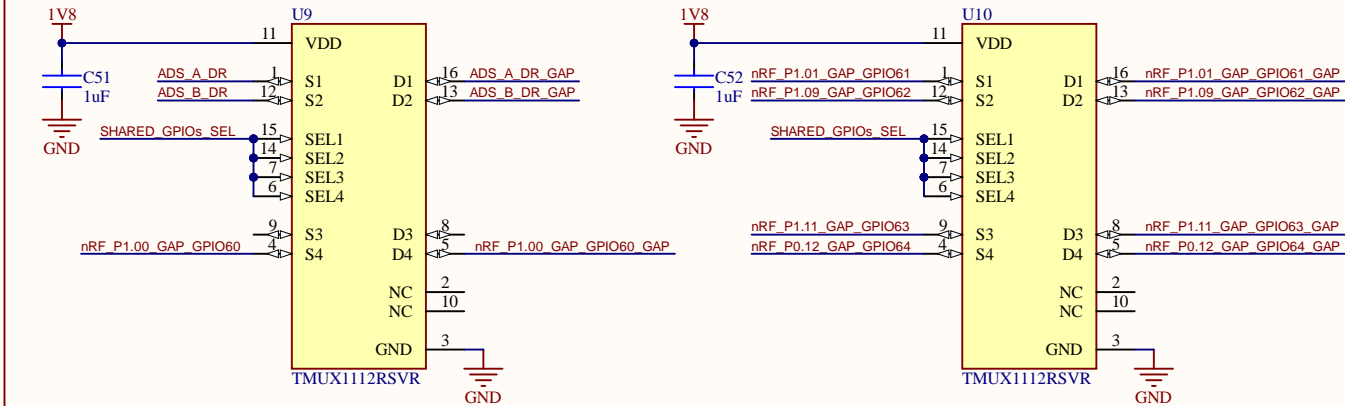 1V8
U9
11
VDD
C51
1uF
GND
ADS_A_DR
1
S1
D1
16
ADS_A_DR_GAP
ADS_B_DR
12
S2
D2
13
ADS_B_DR_GAP
SHARED_GPIOs_SEL
15
SEL1
14
SEL2
7
SEL3
6
SEL4
9
S3
D3
8
nRF_P1.00_GAP_GPIO60
4
S4
D4
5
nRF_P1.00_GAP_GPIO60_GAP
NC
2
NC
10
GND
3
TMUX1112RSVR
GND
1V8
U10
11
VDD
C52
1uF
GND
nRF_P1.01_GAP_GPIO61
1
S1
D1
16
nRF_P1.01_GAP_GPIO61_GAP
nRF_P1.09_GAP_GPIO62
12
S2
D2
13
nRF_P1.09_GAP_GPIO62_GAP
SHARED_GPIOs_SEL
15
SEL1
14
SEL2
7
SEL3
6
SEL4
nRF_P1.11_GAP_GPIO63
9
S3
D3
8
nRF_P1.11_GAP_GPIO63_GAP
nRF_P0.12_GAP_GPIO64
4
S4
D4
5
nRF_P0.12_GAP_GPIO64_GAP
NC
2
NC
10
GND
3
TMUX1112RSVR
GND